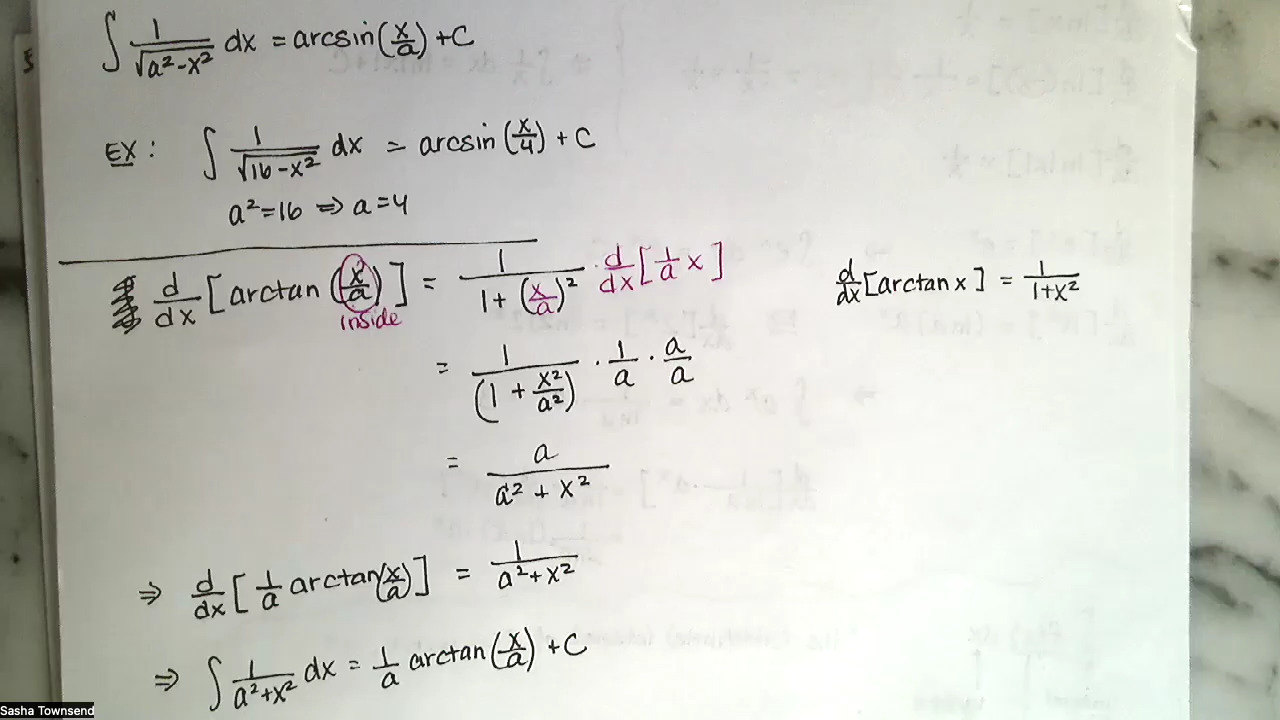 ∫ 1/√(a²-x²) dx = arcsin(x/a) + C
EX: ∫ 1/√(16-x²) dx = arcsin(x/4) + C
a² = 16 ⇒ a = 4
d/dx [arctan(x/a)] = 1/(1+(x/a)²) · d/dx[1/a x]
inside
d/dx[arctan x] = 1/(1+x²)
= 1/(1 + x²/a²) · 1/a · a/a
= a/(a² + x²)
⇒ d/dx [1/a arctan(x/a)] = 1/(a²+x²)
⇒ ∫ 1/(a²+x²) dx = 1/a arctan(x/a) + C
Sasha Townsend